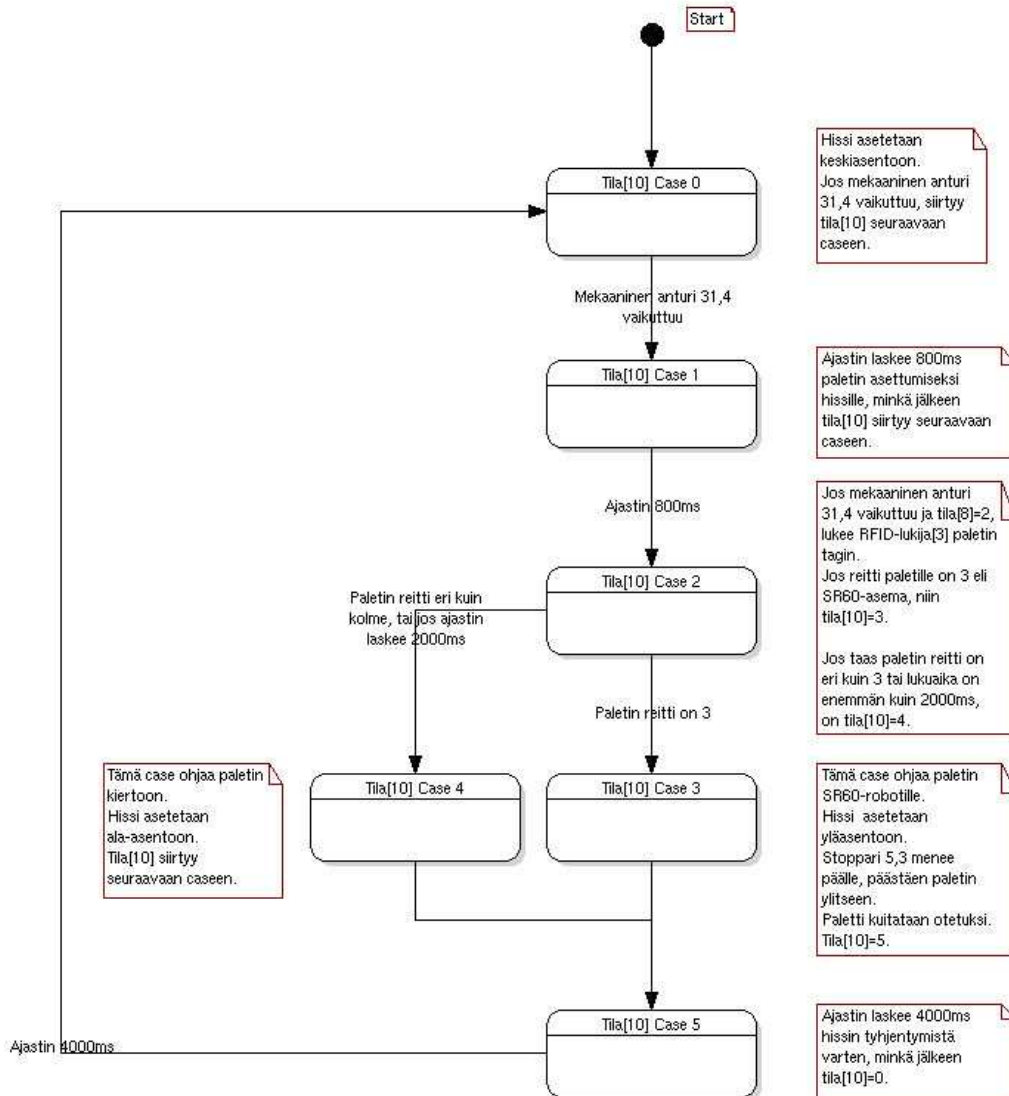 Start
Hissi asetetaan
keskiasentoon.
Jos mekaaninen anturi
31,4 vaikuttuu, siirtyy
tila[10] seuraavaan
caseen.
Tila[10] Case 0
Mekaaninen anturi 31,4
vaikuttuu
Ajastin laskee 800ms
paletin asettumiseksi
hissille, minkä jälkeen
tila[10] siirtyy seuraavaan
caseen.
Tila[10] Case 1
Ajastin 800ms
Jos mekaaninen anturi
31,4 vaikuttuu ja tila[8]=2,
lukee RFID-lukija[3] paletin
tagin.
Jos reitti paletille on 3 eli
SR60-asema, niin
tila[10]=3.
Jos taas paletin reitti on
eri kuin 3 tai lukuaika on
enemmän kuin 2000ms,
on tila[10]=4.
Tila[10] Case 2
Paletin reitti eri kuin
kolme, tai jos ajastin
laskee 2000ms
Paletin reitti on 3
Tämä case ohjaa paletin
kiertoon.
Hissi asetetaan
ala-asentoon.
Tila[10] siirtyy
seuraavaan caseen.
Tila[10] Case 4
Tila[10] Case 3
Tämä case ohjaa paletin
SR60-robotille.
Hissi asetetaan
yläasentoon.
Stoppari 5,3 menee
päälle, päästäen paletin
ylitseen.
Paletti kuitataan otetuksi.
Tila[10]=5.
Tila[10] Case 5
Ajastin 4000ms
Ajastin laskee 4000ms
hissin tyhjentymistä
varten, minkä jälkeen
tila[10]=0.